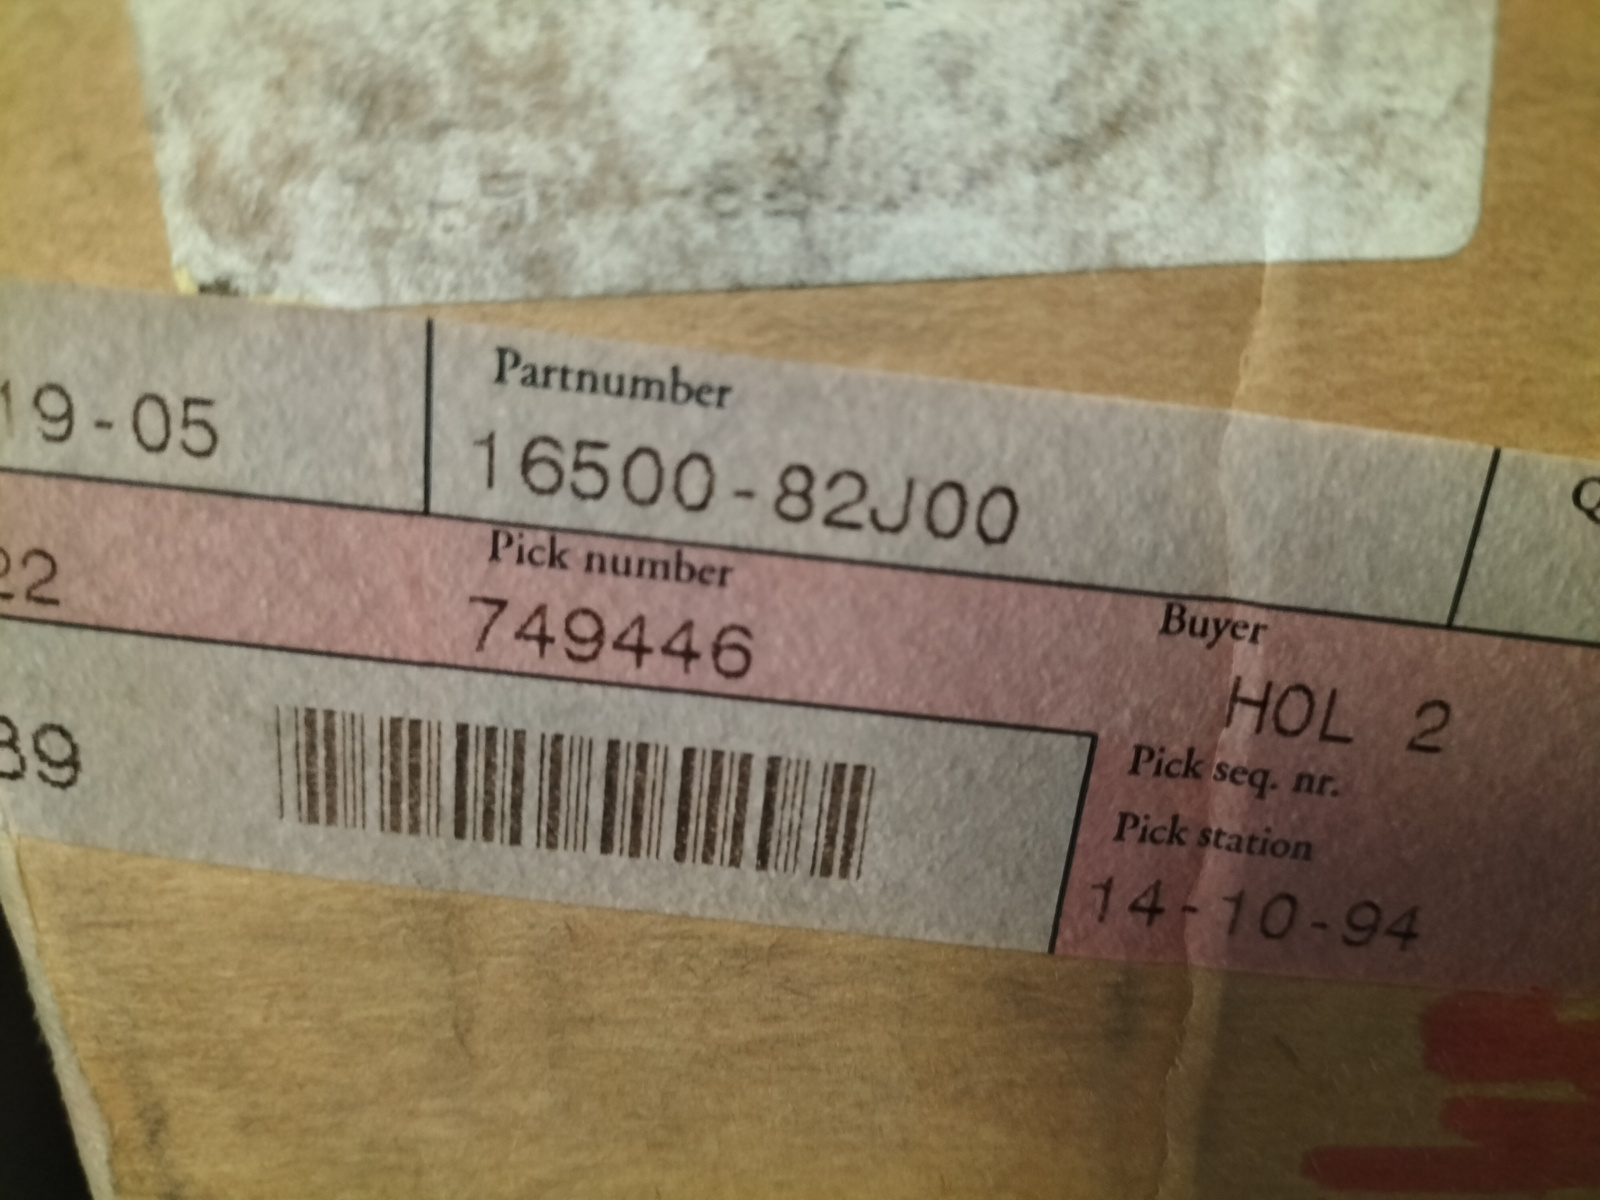 19-05
Partnumber
16500-82J00
Q
22
Pick number
749446
Buyer
HOL 2
39
Pick seq. nr.
Pick station
14-10-94